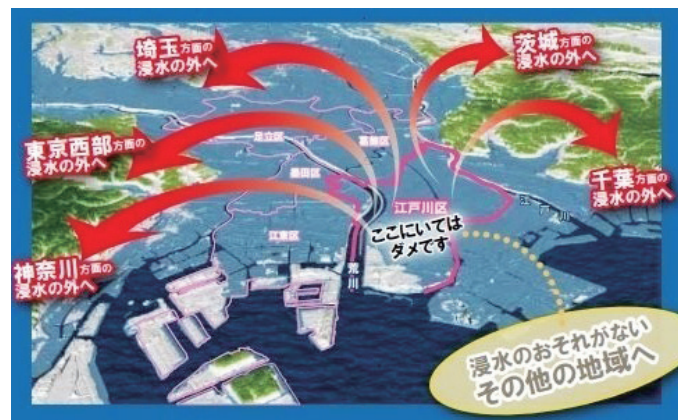 埼玉方面の
浸水の外へ
茨城方面の
浸水の外へ
東京西部方面の
浸水の外へ
足立区
葛飾区
墨田区
千葉方面の
浸水の外へ
江戸川区
江戸川
ここにいては
ダメです
江東区
荒川
神奈川方面の
浸水の外へ
浸水のおそれがない
その他の地域へ